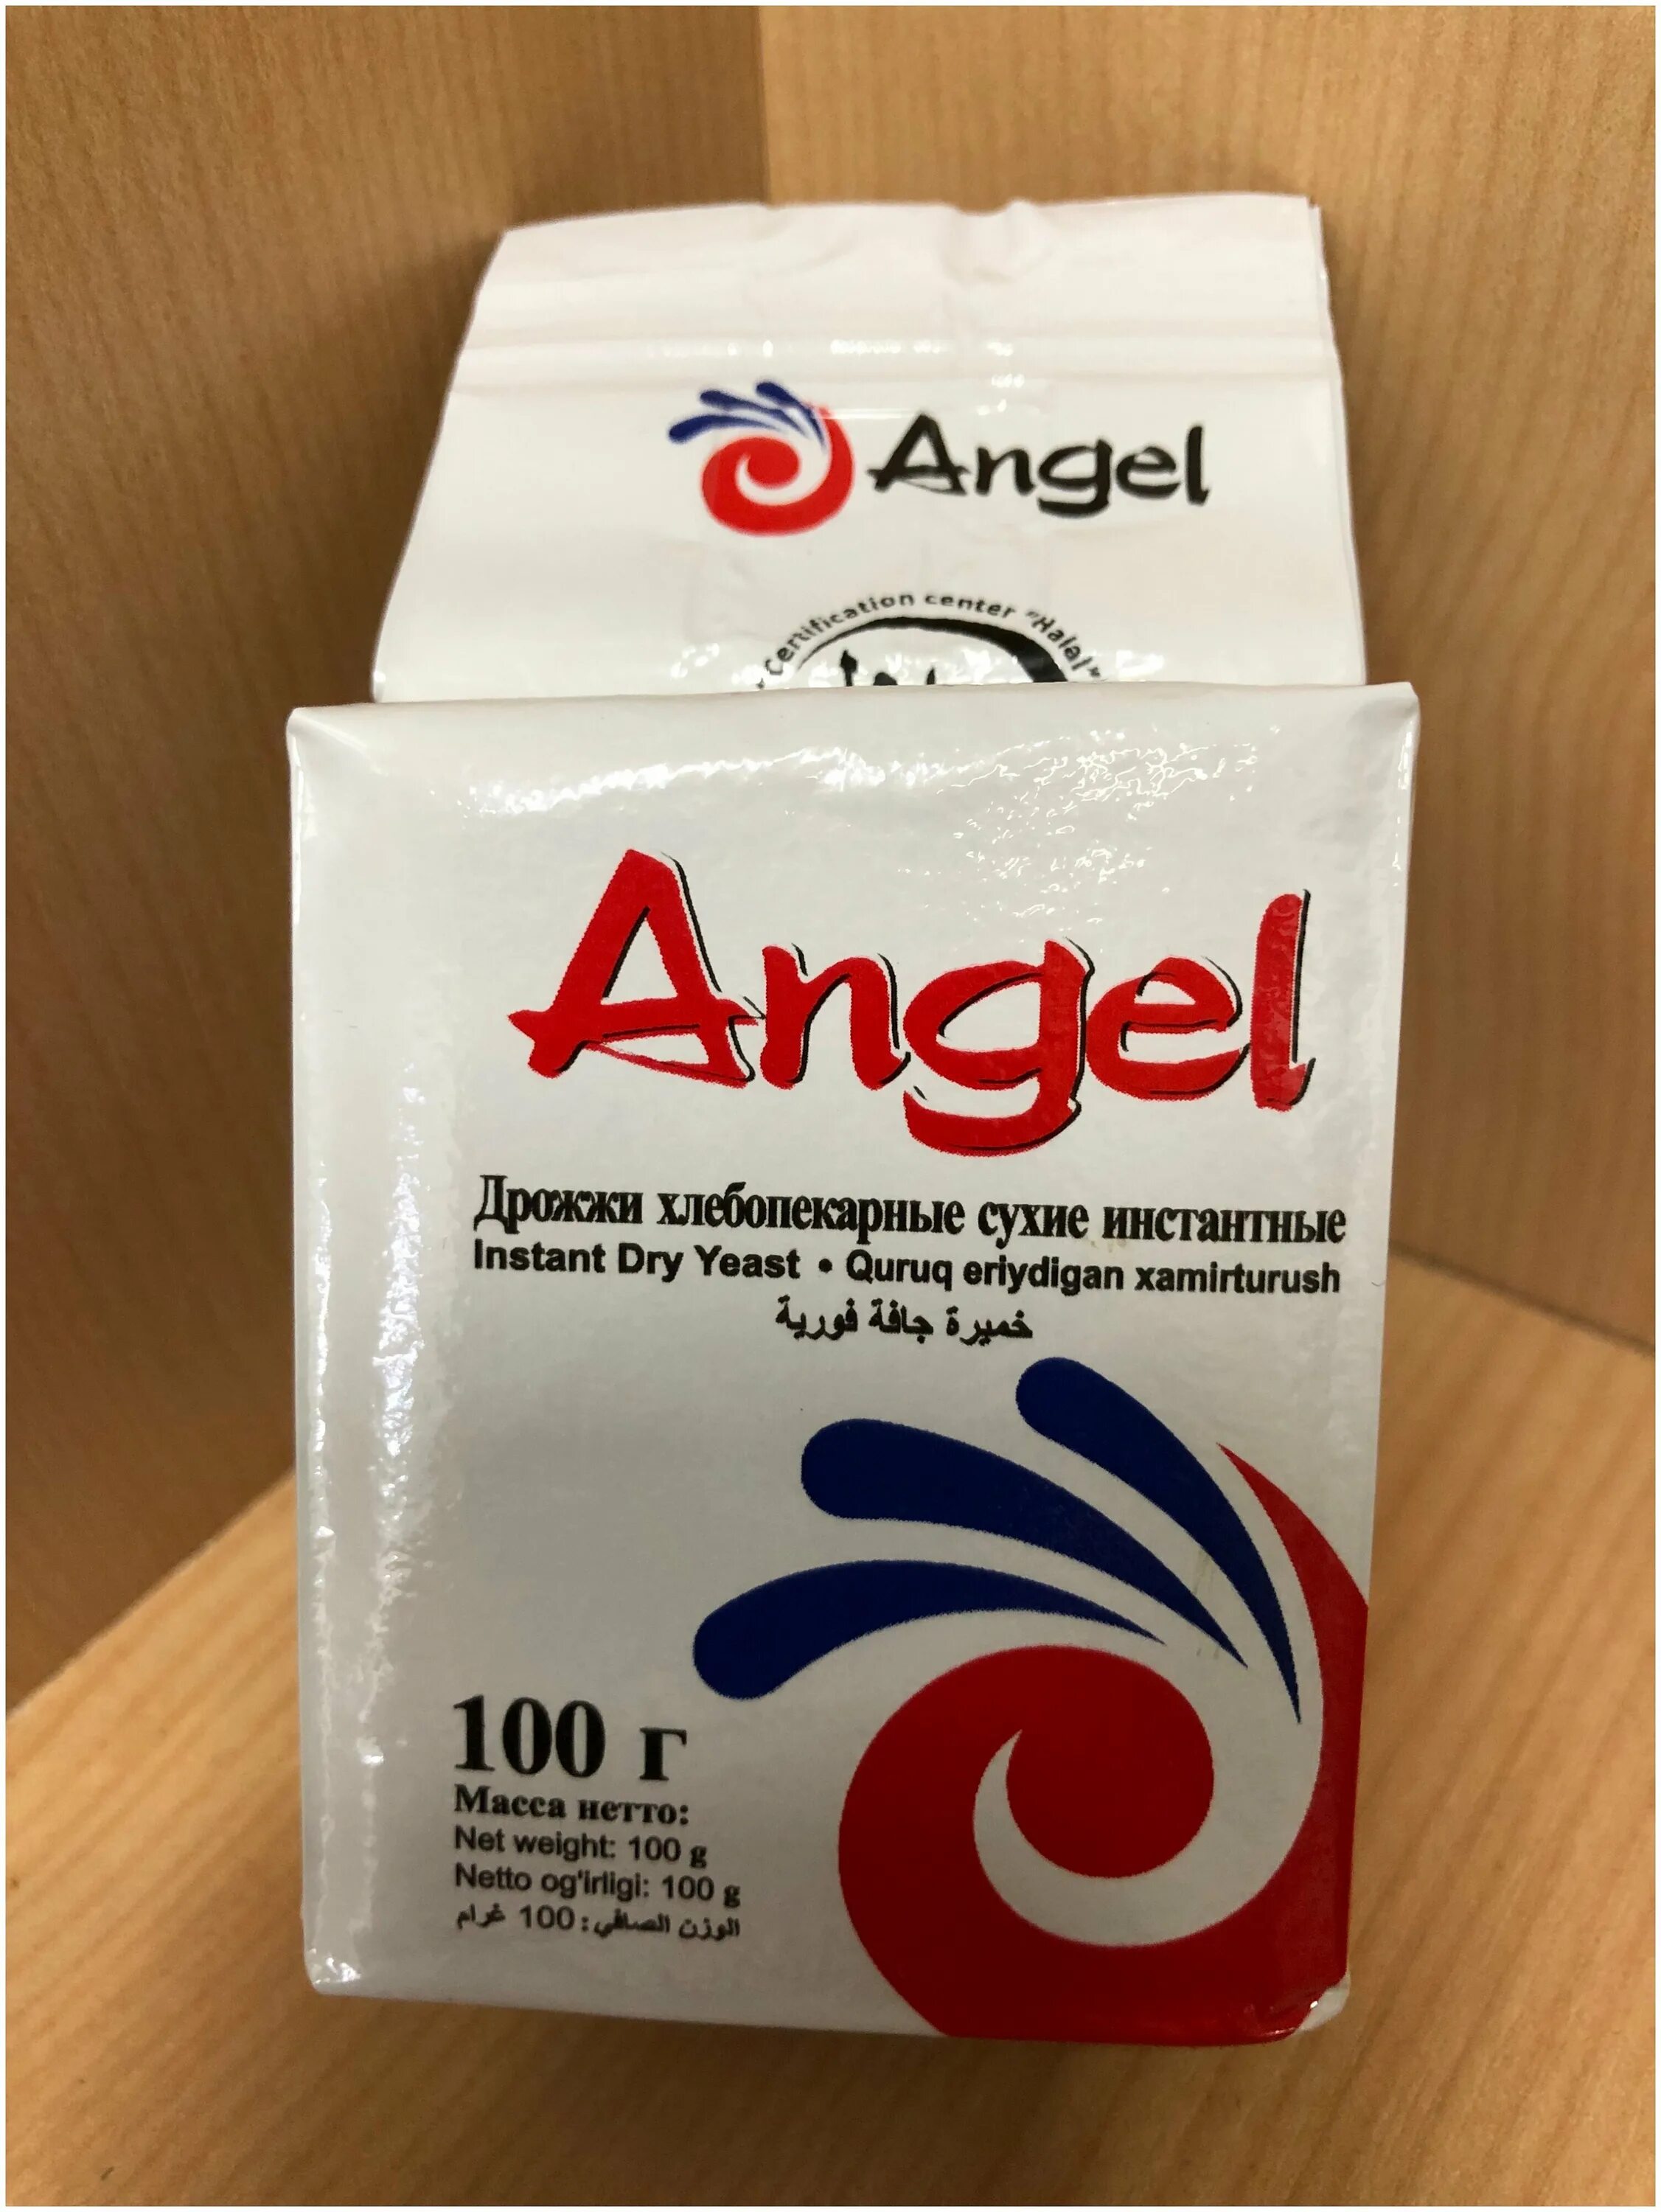 Angel
Certification center "Halal"
Angel
Дрожжи хлебопекарные сухие инстантные
Instant Dry Yeast • Quruq eriydigan xamirturush
خميرة جافة فورية
100 г
Масса нетто:
Net weight: 100 g
Netto og'irligi: 100 g
الوزن الصافي: 100 غرام